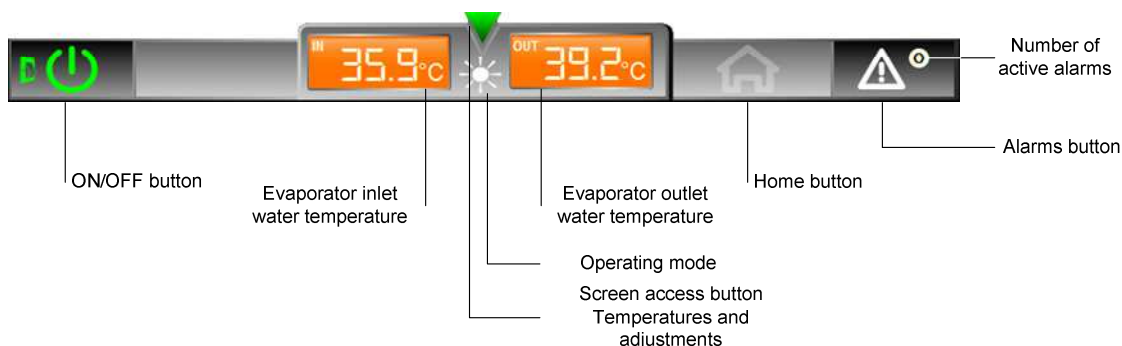 D
IN
35.9°C
OUT
39.2°C
0
Number of
active alarms
Alarms button
ON/OFF button
Evaporator inlet
water temperature
Evaporator outlet
water temperature
Home button
Operating mode
Screen access button
Temperatures and
adjustments